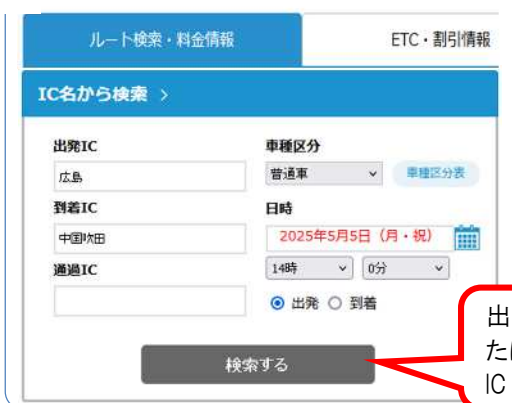 ルート検索・料金情報
ETC・割引情報
IC名から検索 >
出発IC
車種区分
広島
普通車
車種区分表
到着IC
日時
中国吹田
2025年5月5日（月・祝）
通過IC
14時
0分
出発
到着
検索する
出
IC